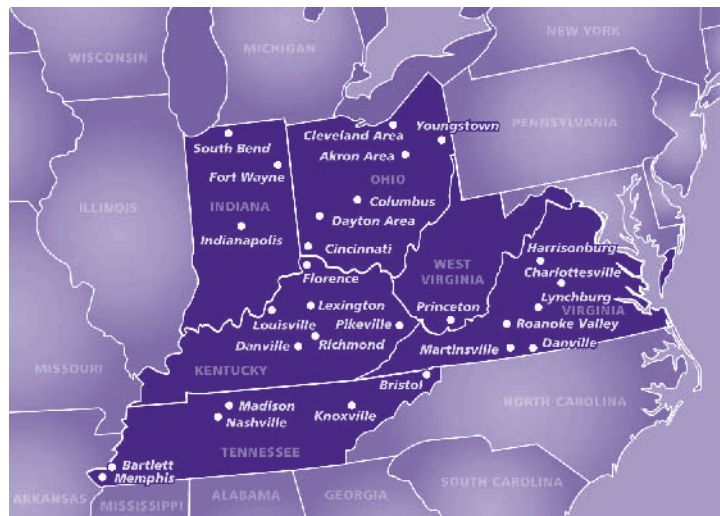 NEW YORK
WISCONSIN
MICHIGAN
Cleveland Area
Youngstown
PENNSYLVANIA
South Bend
Akron Area
Fort Wayne
OHIO
ILLINOIS
INDIANA
Columbus
Dayton Area
Indianapolis
Cincinnati
Harrisonburg
WEST
VIRGINIA
Florence
Charlottesville
Lexington
Princeton
Lynchburg
VIRGINIA
Louisville
Pikeville
Roanoke Valley
Danville
Richmond
Martinsville
Danville
MISSOURI
KENTUCKY
Bristol
NORTH CAROLINA
Madison
Knoxville
Nashville
TENNESSEE
Bartlett
Memphis
SOUTH CAROLINA
ARKANSAS
MISSISSIPPI
ALABAMA
GEORGIA